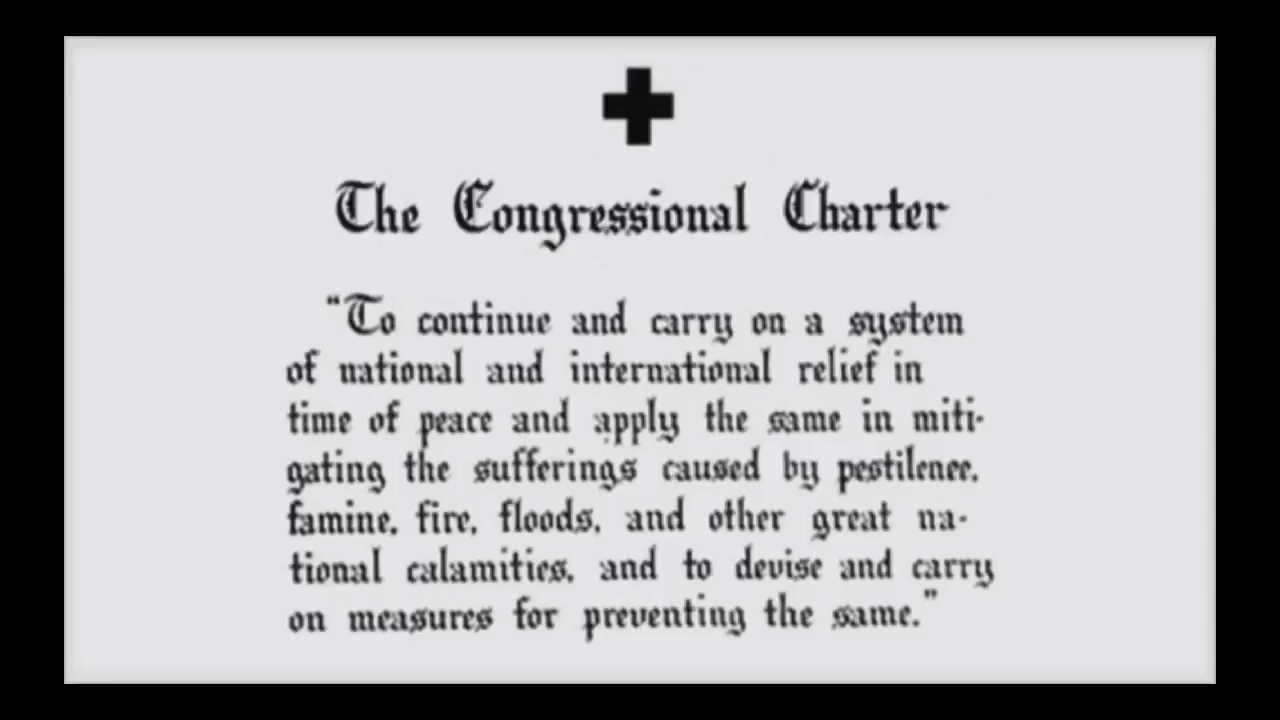 The Congressional Charter
“To continue and carry on a system
of national and international relief in
time of peace and apply the same in miti-
gating the sufferings caused by pestilence,
famine, fire, floods, and other great na-
tional calamities, and to devise and carry
on measures for preventing the same.”